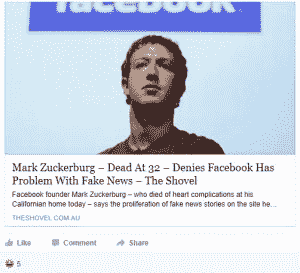 facebook
Mark Zuckerburg – Dead At 32 – Denies Facebook Has
Problem With Fake News – The Shovel
Facebook founder Mark Zuckerburg – who died of heart complications at his
Californian home today – says the proliferation of fake news stories on the site he…
THESHOVEL.COM.AU
Like Comment Share
5